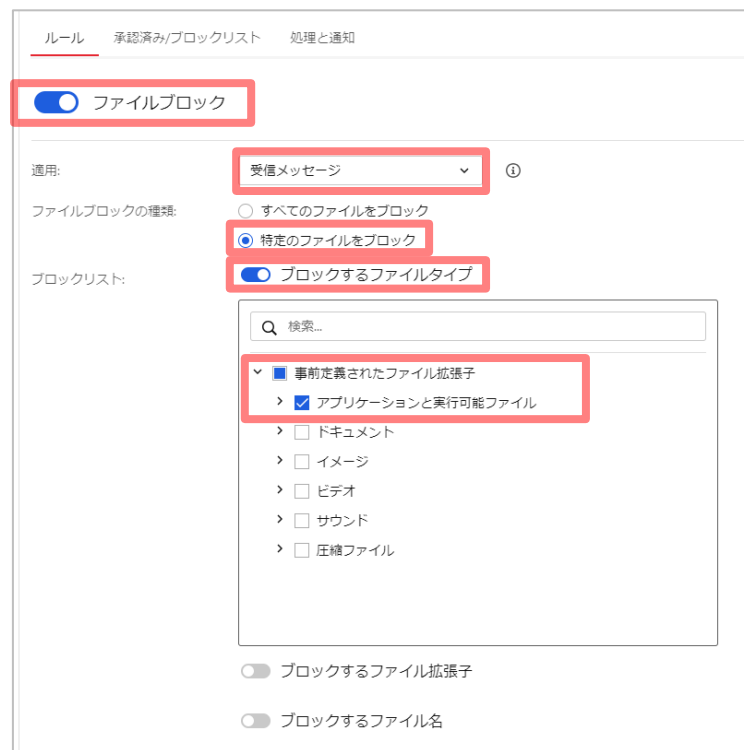 ルール 承認済み/ブロックリスト 処理と通知
ファイルブロック
適用: 受信メッセージ
ファイルブロックの種類: すべてのファイルをブロック
特定のファイルをブロック
ブロックリスト: ブロックするファイルタイプ
検索...
事前定義されたファイル拡張子
アプリケーションと実行可能ファイル
ドキュメント
イメージ
ビデオ
サウンド
圧縮ファイル
ブロックするファイル拡張子
ブロックするファイル名